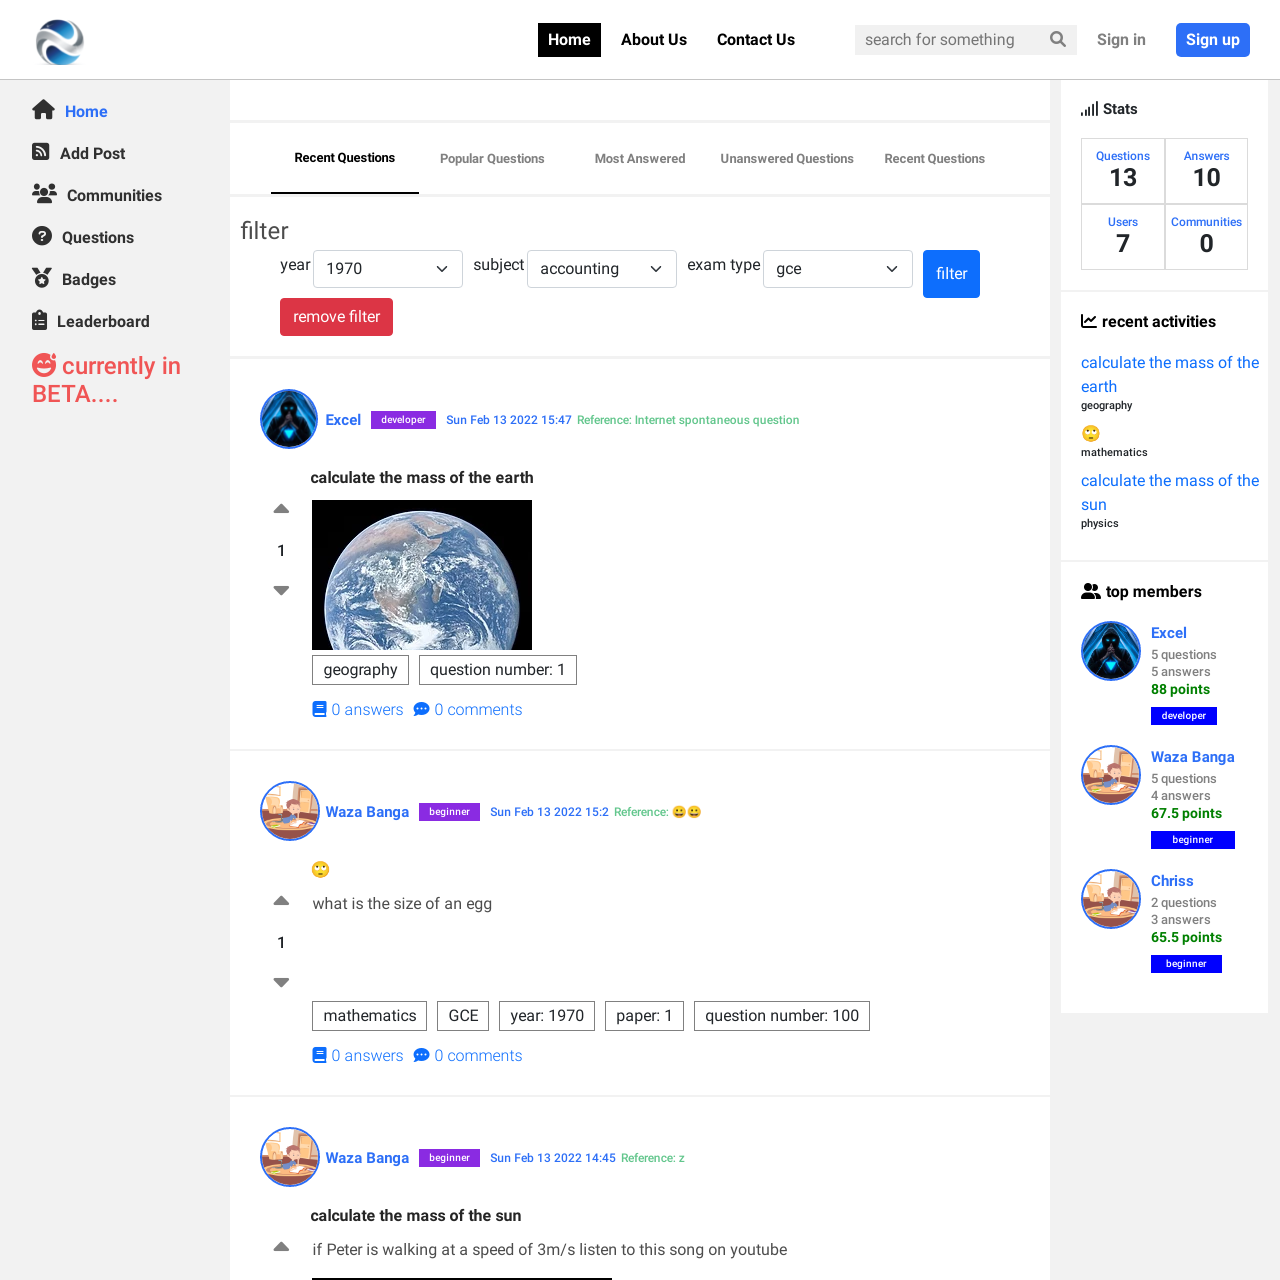 Home About Us Contact Us search for something Sign in Sign up
Home
Add Post
Communities
Questions
Badges
Leaderboard
currently in
BETA....
Recent Questions Popular Questions Most Answered Unanswered Questions Recent Questions
filter
year 1970 subject accounting exam type gce filter
remove filter
Excel developer Sun Feb 13 2022 15:47 Reference: Internet spontaneous question
calculate the mass of the earth
1
geography question number: 1
0 answers 0 comments
Waza Banga beginner Sun Feb 13 2022 15:2 Reference: 😀😀
🙄
what is the size of an egg
1
mathematics GCE year: 1970 paper: 1 question number: 100
0 answers 0 comments
Waza Banga beginner Sun Feb 13 2022 14:45 Reference: z
calculate the mass of the sun
if Peter is walking at a speed of 3m/s listen to this song on youtube
Stats
Questions Answers
13 10
Users Communities
7 0
recent activities
calculate the mass of the
earth
geography
🙄
mathematics
calculate the mass of the
sun
physics
top members
Excel
5 questions
5 answers
88 points
developer
Waza Banga
5 questions
4 answers
67.5 points
beginner
Chriss
2 questions
3 answers
65.5 points
beginner